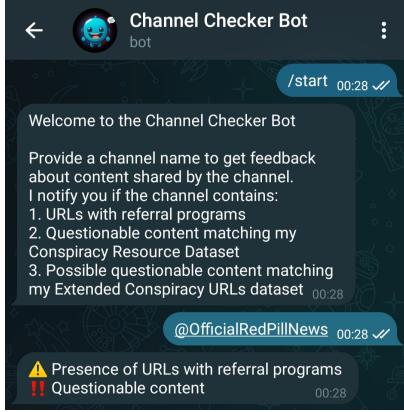 Channel Checker Bot
bot
/start 00:28
Welcome to the Channel Checker Bot
Provide a channel name to get feedback
about content shared by the channel.
I notify you if the channel contains:
1. URLs with referral programs
2. Questionable content matching my
Conspiracy Resource Dataset
3. Possible questionable content matching
my Extended Conspiracy URLs dataset 00:28
@OfficialRedPillNews 00:28
⚠️ Presence of URLs with referral programs
‼️ Questionable content 00:28